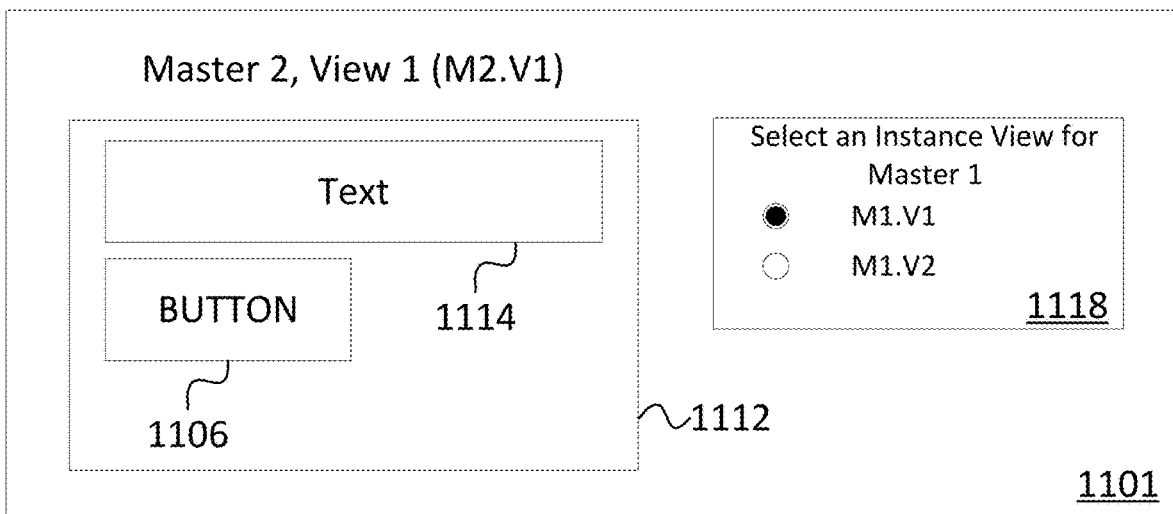 Master 2, View 1 (M2.V1)
Text
1114
BUTTON
1106
1112
Select an Instance View for
Master 1
M1.V1
M1.V2
1118
1101